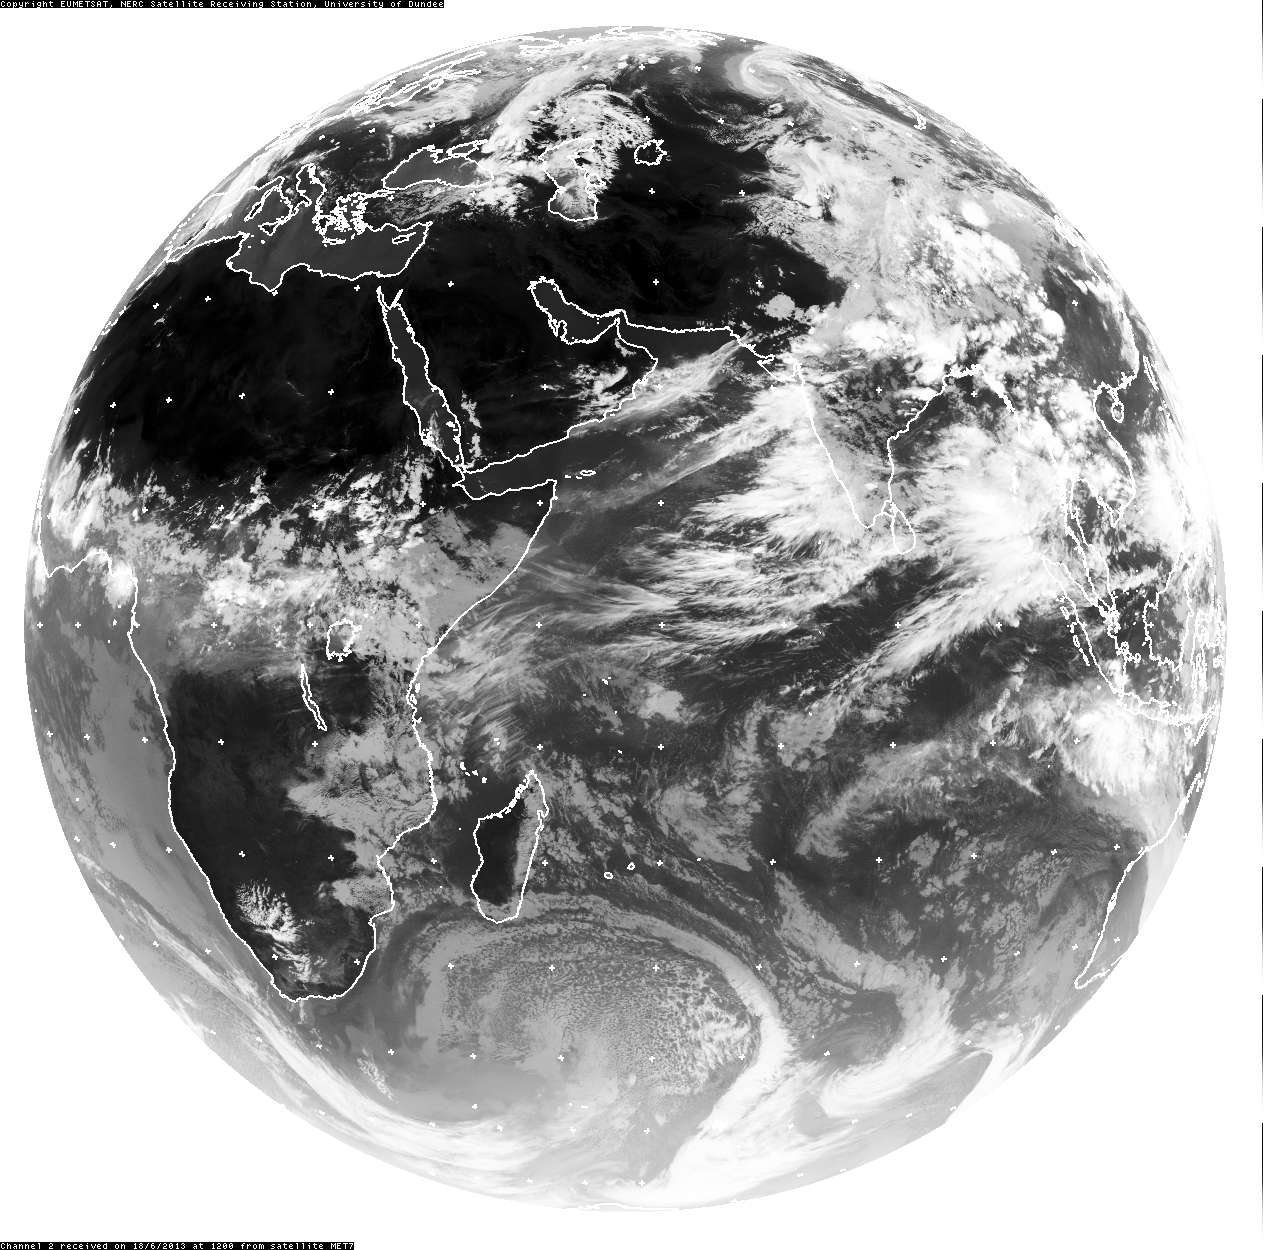 Copyright EUMETSAT, NERC Satellite Receiving Station, University of Dundee
Channel 2 received on 18/6/2013 at 1200 from satellite MET7